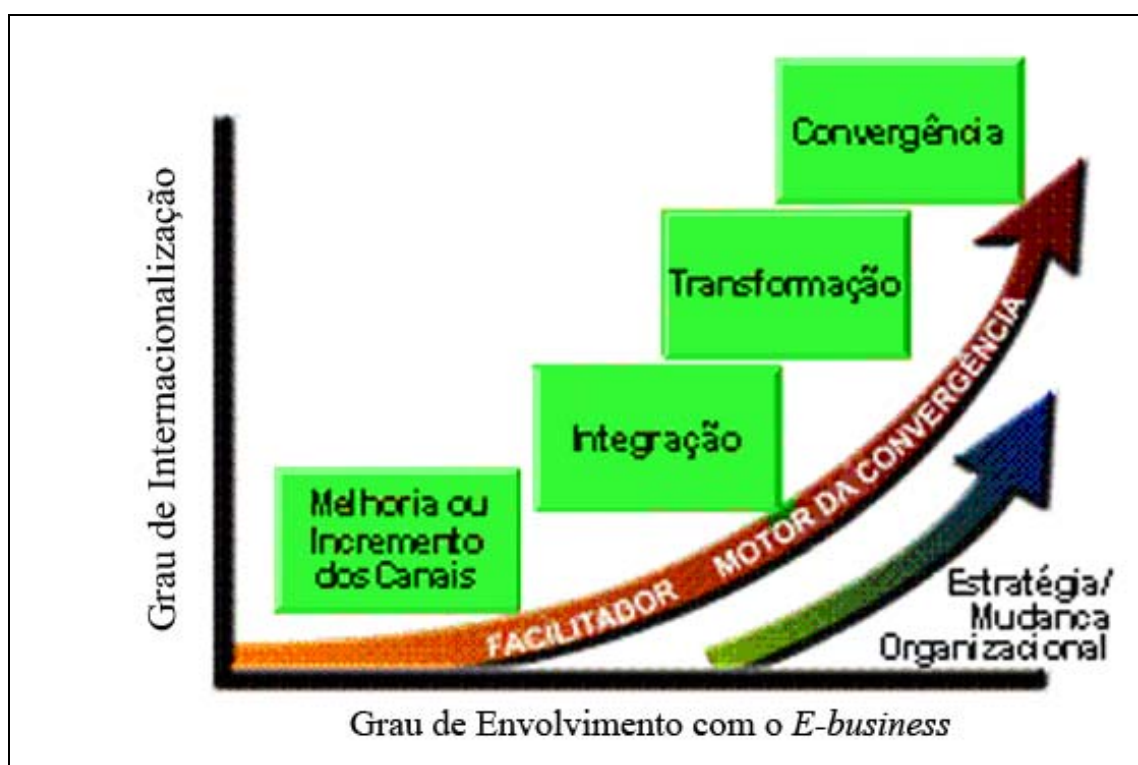 Convergência
Transformação
Integração
Melhoria ou
Incremento
dos Canais
FACILITADOR MOTOR DA CONVERGÊNCIA
Estratégia/
Mudanca
Organizacional
Grau de Internacionalização
Grau de Envolvimento com o E-business